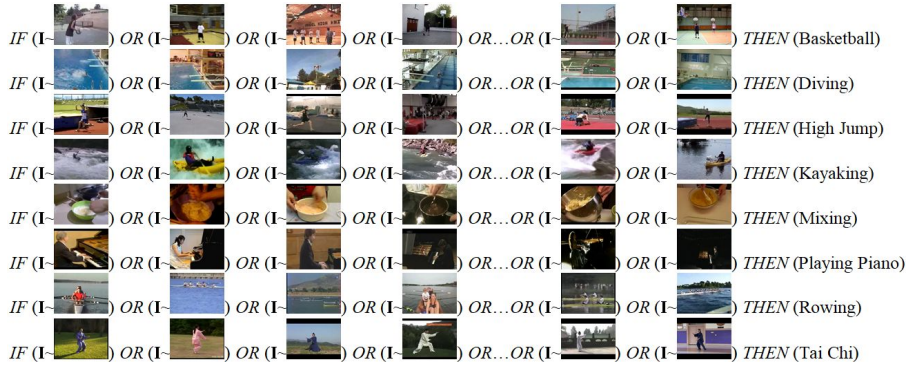 IF (I~ ) OR (I~ ) OR (I~ ) OR (I~ ) OR…OR (I~ ) OR (I~ ) THEN (Basketball)
IF (I~ ) OR (I~ ) OR (I~ ) OR (I~ ) OR…OR (I~ ) OR (I~ ) THEN (Diving)
IF (I~ ) OR (I~ ) OR (I~ ) OR (I~ ) OR…OR (I~ ) OR (I~ ) THEN (High Jump)
IF (I~ ) OR (I~ ) OR (I~ ) OR (I~ ) OR…OR (I~ ) OR (I~ ) THEN (Kayaking)
IF (I~ ) OR (I~ ) OR (I~ ) OR (I~ ) OR…OR (I~ ) OR (I~ ) THEN (Mixing)
IF (I~ ) OR (I~ ) OR (I~ ) OR (I~ ) OR…OR (I~ ) OR (I~ ) THEN (Playing Piano)
IF (I~ ) OR (I~ ) OR (I~ ) OR (I~ ) OR…OR (I~ ) OR (I~ ) THEN (Rowing)
IF (I~ ) OR (I~ ) OR (I~ ) OR (I~ ) OR…OR (I~ ) OR (I~ ) THEN (Tai Chi)